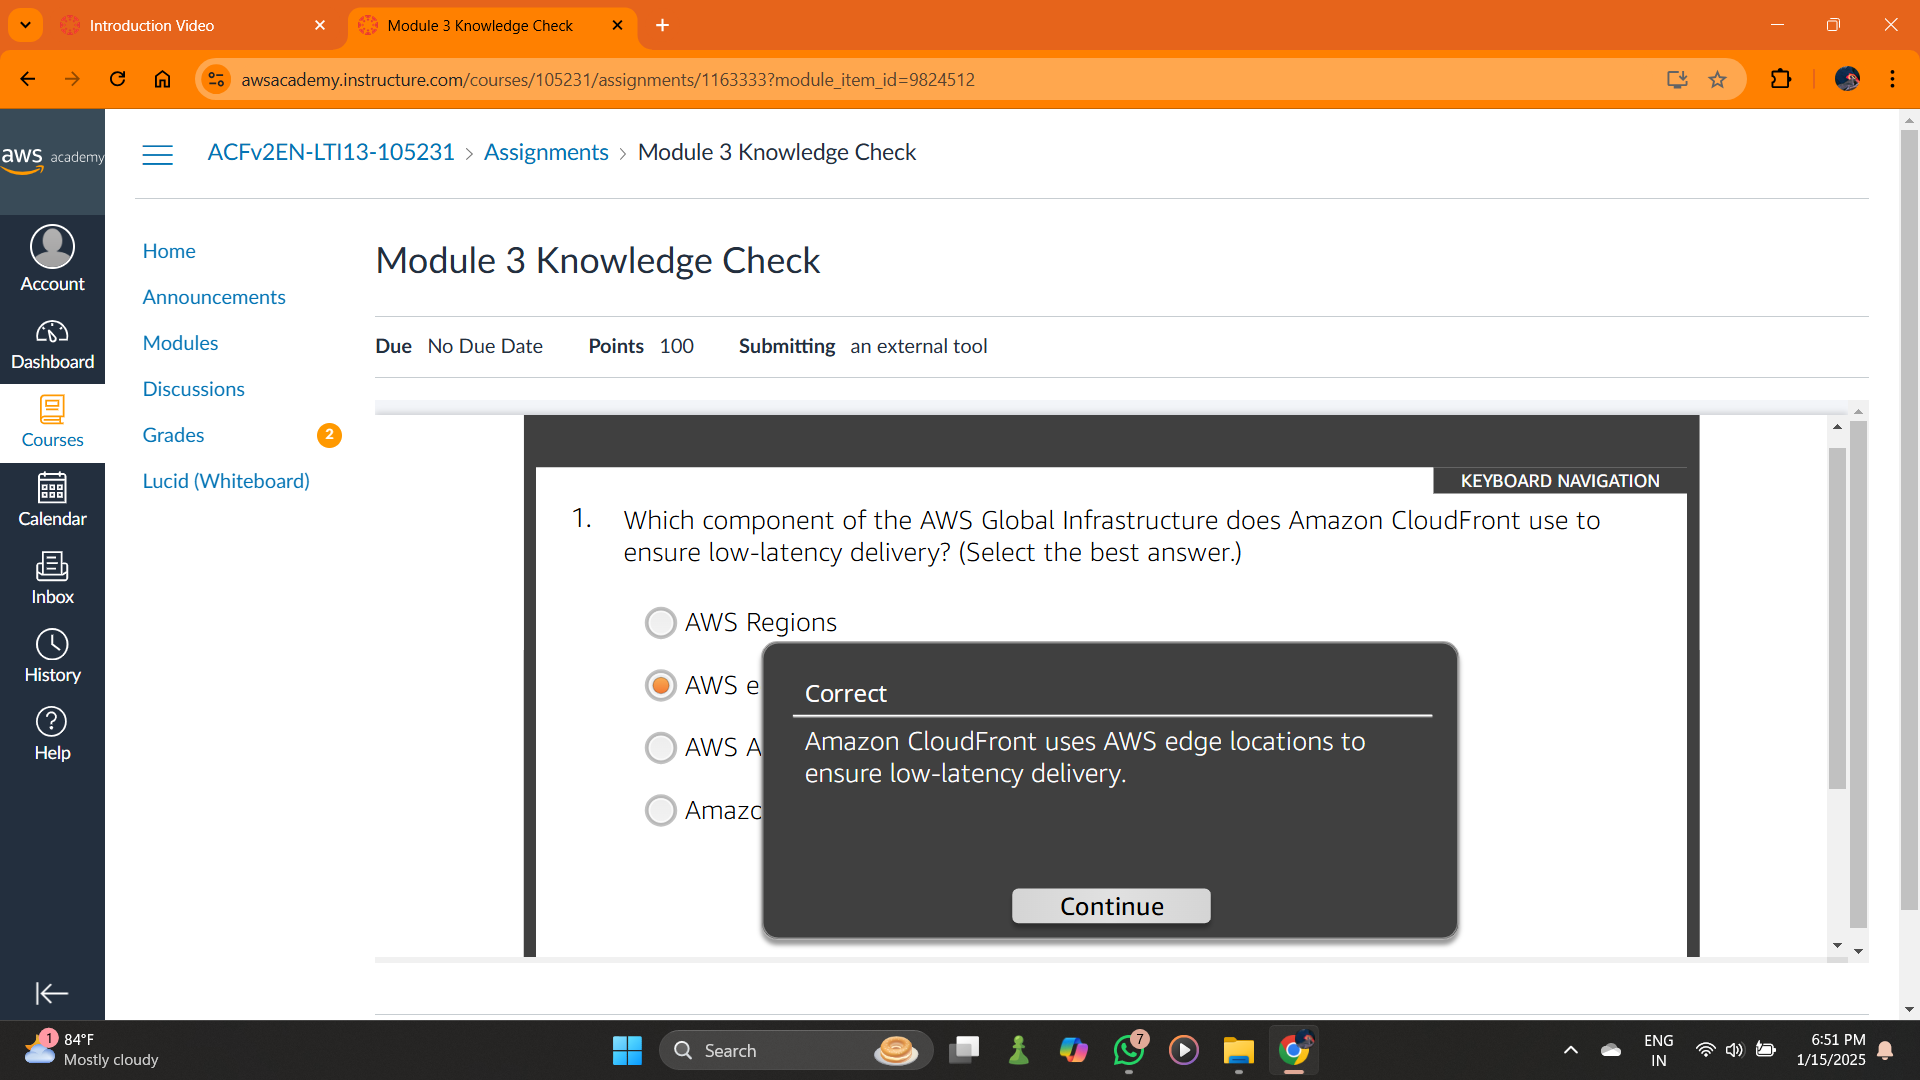 Introduction Video
Module 3 Knowledge Check
awsacademy.instructure.com/courses/105231/assignments/1163333?module_item_id=9824512
aws academy
ACFv2EN-LTI13-105231 > Assignments > Module 3 Knowledge Check
Account
Dashboard
Courses
Calendar
Inbox
History
Help
Home
Announcements
Modules
Discussions
Grades 2
Lucid (Whiteboard)
Module 3 Knowledge Check
Due No Due Date Points 100 Submitting an external tool
KEYBOARD NAVIGATION
1. Which component of the AWS Global Infrastructure does Amazon CloudFront use to
ensure low-latency delivery? (Select the best answer.)
AWS Regions
AWS e
AWS A
Amazo
Correct
Amazon CloudFront uses AWS edge locations to
ensure low-latency delivery.
Continue
1
84°F
Mostly cloudy
Search
7
ENG
IN
6:51 PM
1/15/2025